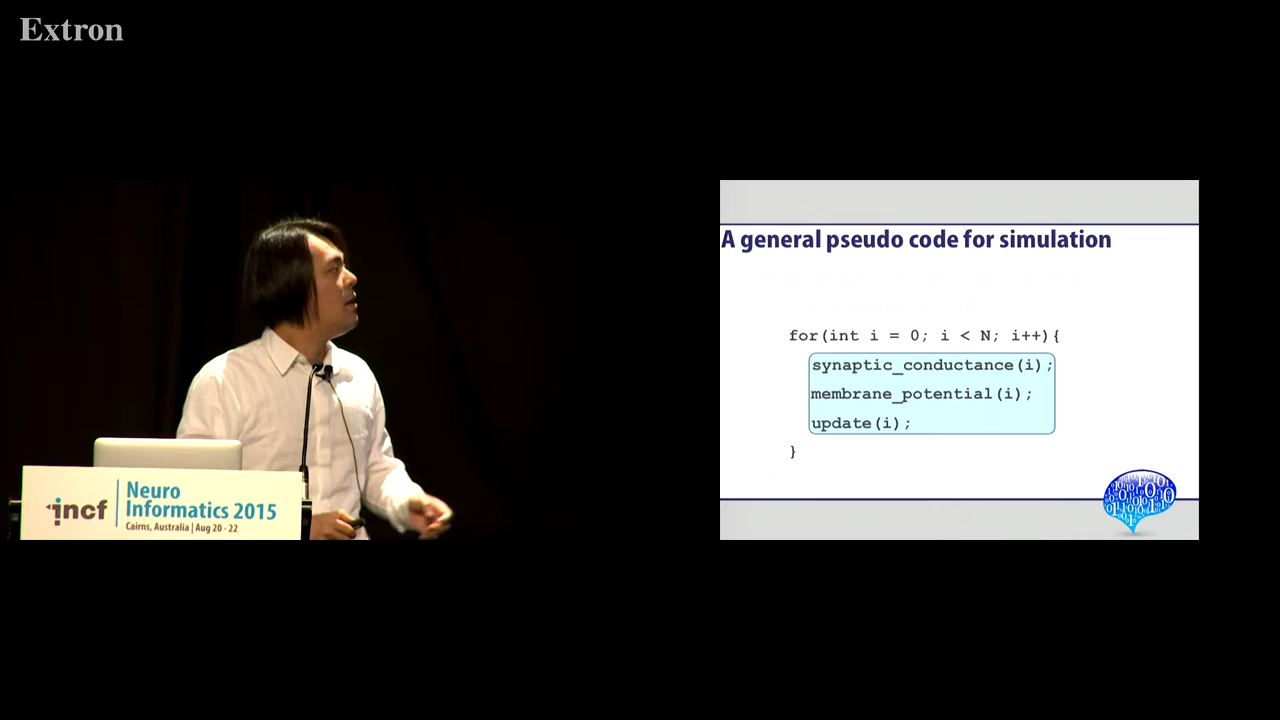 Extron
incf
Neuro
Informatics 2015
Cairns, Australia | Aug 20 - 22
A general pseudo code for simulation
for(int i = 0; i < N; i++){
synaptic_conductance(i);
membrane_potential(i);
update(i);
}